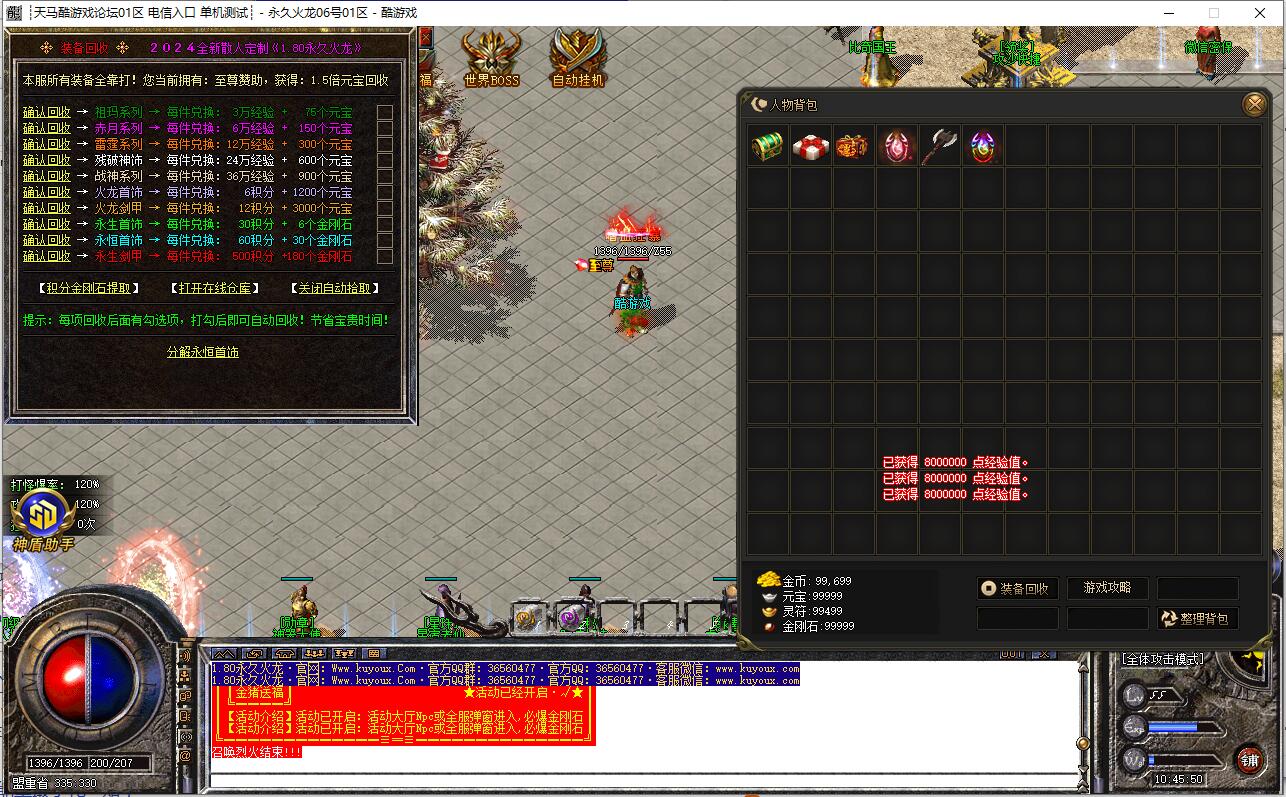 天马酷游戏论坛01区 电信入口 单机测试 - 永久火龙06号01区 - 酷游戏
装备回收 2024全新散人定制《1.80永久火龙》
本服所有装备全靠打! 您当前拥有: 至尊赞助, 获得: 1.5倍元宝回收
确认回收 → 祖玛系列 → 每件兑换: 3万经验 + 75个元宝
确认回收 → 赤月系列 → 每件兑换: 6万经验 + 150个元宝
确认回收 → 雷霆系列 → 每件兑换: 12万经验 + 300个元宝
确认回收 → 残破神饰 → 每件兑换: 24万经验 + 600个元宝
确认回收 → 战神系列 → 每件兑换: 36万经验 + 900个元宝
确认回收 → 火龙首饰 → 每件兑换: 6积分 + 1200个元宝
确认回收 → 火龙剑甲 → 每件兑换: 12积分 + 3000个元宝
确认回收 → 永生首饰 → 每件兑换: 30积分 + 6个金刚石
确认回收 → 永恒首饰 → 每件兑换: 60积分 + 30个金刚石
确认回收 → 永生剑甲 → 每件兑换: 500积分 +180个金刚石
【积分金刚石提取】 【打开在线仓库】 【关闭自动拾取】
提示: 每项回收后面有勾选项, 打勾后即可自动回收! 节省宝贵时间!
分解永恒首饰
福
世界BOSS
自动挂机
比奇国王
[领奖]
攻沙快捷
微信密保
人物背包
1396/1396/Z55
至尊
酷游戏
已获得 8000000 点经验值。
已获得 8000000 点经验值。
已获得 8000000 点经验值。
打怪爆率: 120%
120%
0次
神盾助手
金币: 99,699
元宝:99999
灵符:99499
金刚石:99999
装备回收
游戏攻略
整理背包
1.80永久火龙·官网: Www.kuyoux.Com·官方QQ群: 36560477·官方QQ: 36560477·客服微信: www.kuyoux.com
1.80永久火龙·官网: Www.kuyoux.Com·官方QQ群: 36560477·官方QQ: 36560477·客服微信: www.kuyoux.com
金猪送福 ★活动已经开启·√★
【活动介绍】活动已开启: 活动大厅Npc或全服弹窗进入,必爆金刚石
【活动介绍】活动已开启: 活动大厅Npc或全服弹窗进入,必爆金刚石
召唤烈火结束!!!
[全体攻击模式]
Lv 55
Exp
Wt
铺
10:45:50
1396/1396 200/207
盟重省 335:330